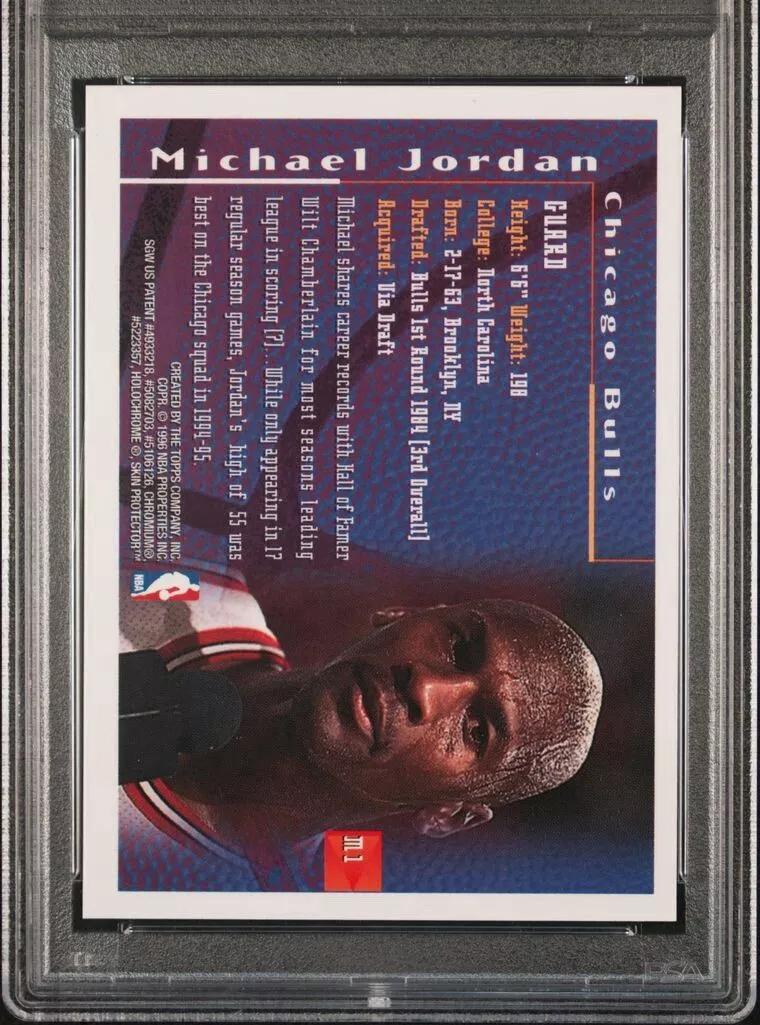 Michael Jordan
Chicago Bulls
GUARD
Height: 6'6" Weight: 198
College: North Carolina
Born: 2-17-63, Brooklyn, NY
Drafted: Bulls 1st Round 1984 [3rd Overall]
Acquired: Via Draft
Michael shares career records with Hall of Famer
Wilt Chamberlain for most seasons leading
league in scoring [7]... While only appearing in 17
regular season games, Jordan's high of 55 was
best on the Chicago squad in 1994-95.
CREATED BY THE TOPPS COMPANY, INC.
COPR. © 1996 NBA PROPERTIES INC.
SGW US PATENT #4933218, #5082703, #5106126, CHROMIUM®
#5223357, HOLOCHROME ®, SKIN PROTECTOR™
NBA
M1
PSA